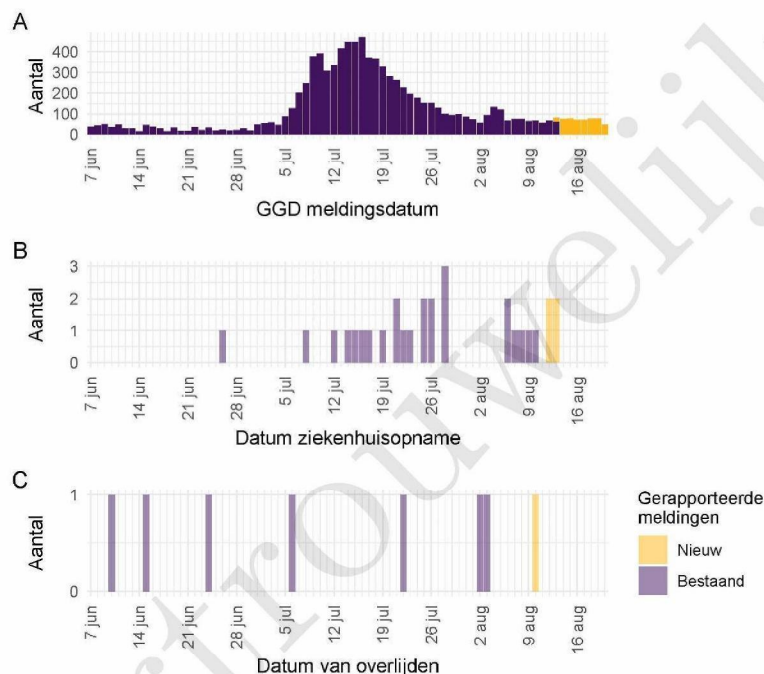 A
Aantal
400
300
200
100
0
7 jun
14 jun
21 jun
28 jun
5 jul
12 jul
19 jul
26 jul
2 aug
9 aug
16 aug
GGD meldingsdatum
B
Aantal
3
2
1
0
7 jun
14 jun
21 jun
28 jun
5 jul
12 jul
19 jul
26 jul
2 aug
9 aug
16 aug
Datum ziekenhuisopname
C
Aantal
1
0
7 jun
14 jun
21 jun
28 jun
5 jul
12 jul
19 jul
26 jul
2 aug
9 aug
16 aug
Datum van overlijden
Gerapporteerde
meldingen
Nieuw
Bestaand